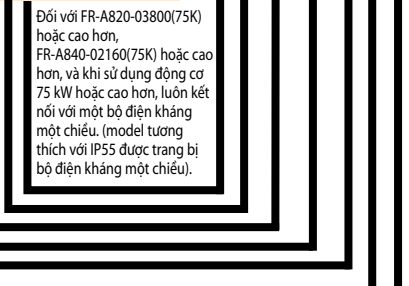 Đối với FR-A820-03800(75K)
hoặc cao hơn,
FR-A840-02160(75K) hoặc cao
hơn, và khi sử dụng động cơ
75 kW hoặc cao hơn, luôn kết
nối với một bộ điện kháng
một chiều. (model tương
thích với IP55 được trang bị
bộ điện kháng một chiều).